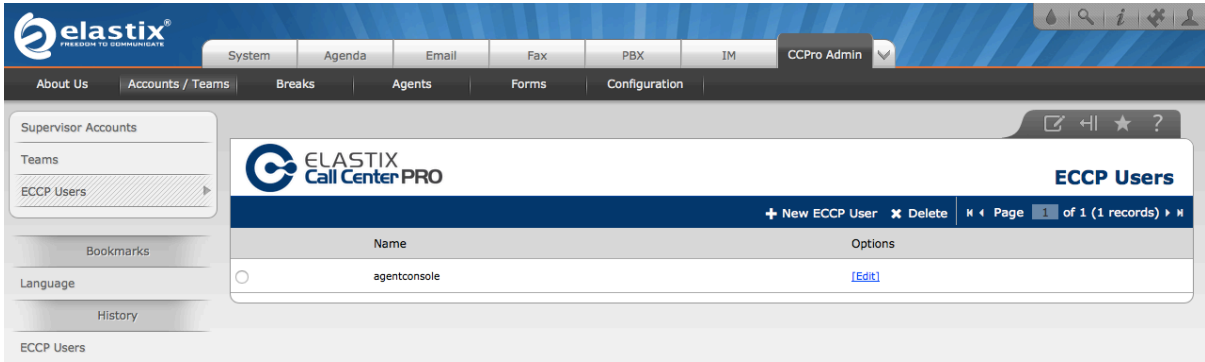 elastix®
FREEDOM TO COMMUNICATE
System Agenda Email Fax PBX IM CCPro Admin
About Us Accounts / Teams Breaks Agents Forms Configuration
Supervisor Accounts
Teams
ECCP Users
Bookmarks
Language
History
ECCP Users
ELASTIX
Call Center PRO
ECCP Users
New ECCP User Delete Page 1 of 1 (1 records)
Name Options
agentconsole [Edit]